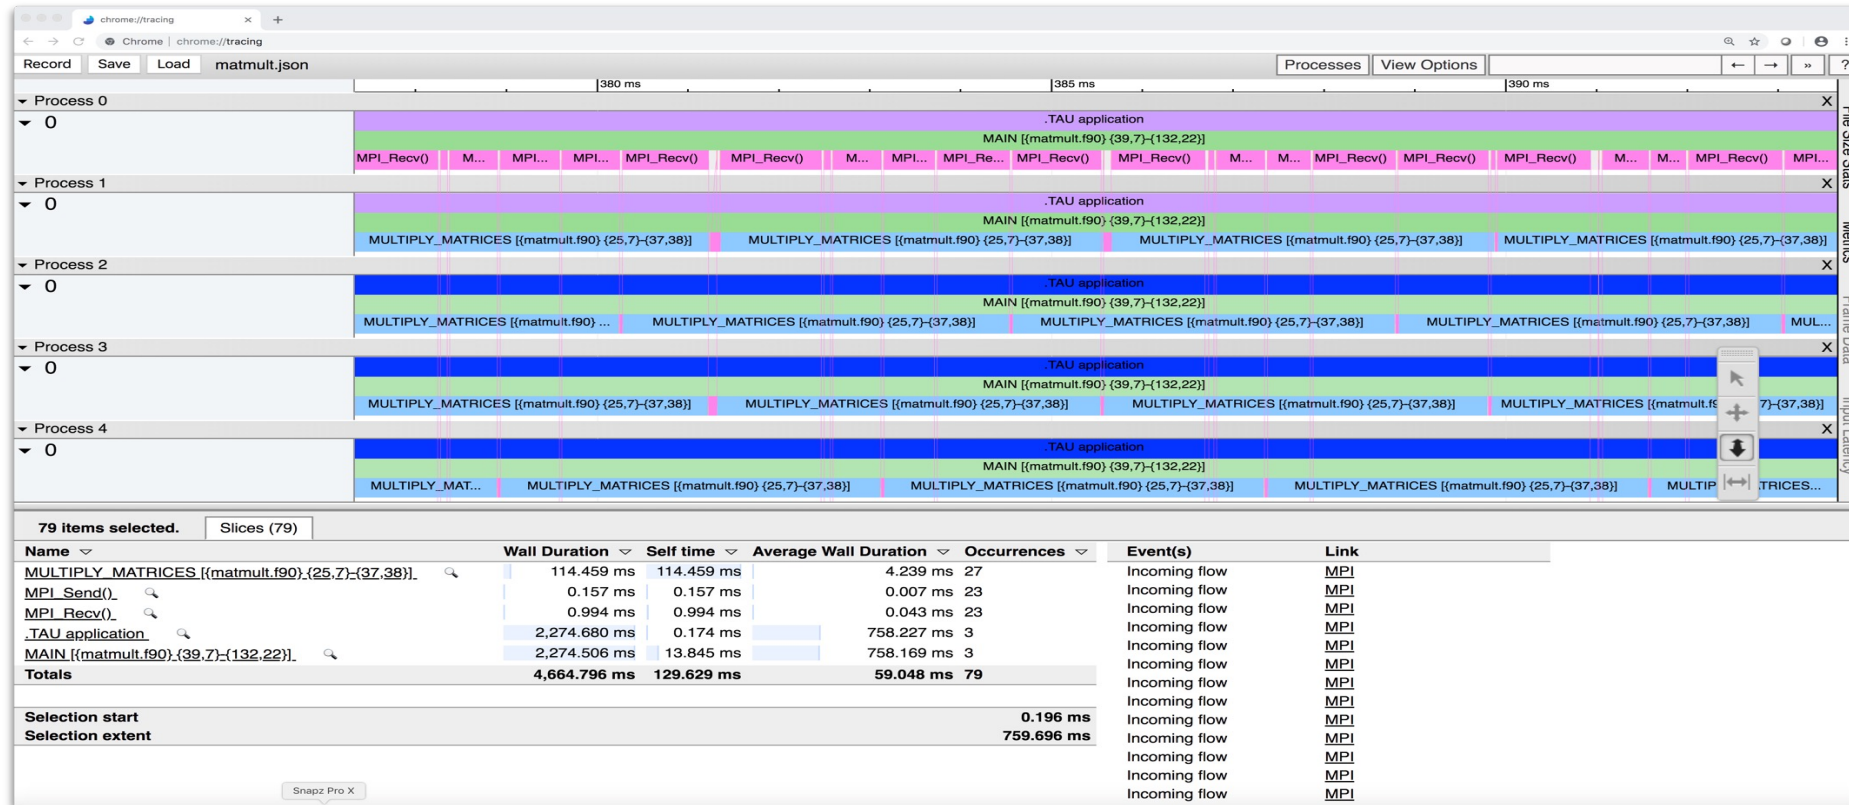 chrome://tracing × +
Chrome | chrome://tracing
Record Save Load matmult.json Processes View Options ← → » ?
380 ms 385 ms 390 ms
Process 0 X
0
.TAU application
MAIN [{matmult.f90} {39,7}-{132,22}]
MPI_Recv() M... MPI... MPI... MPI_Recv() MPI_Recv() M... MPI... MPI_Re... MPI_Recv() MPI_Recv() M... M... MPI_Recv() MPI_Recv() MPI_Recv() M... M... MPI_Recv() MPI...
Process 1 X
0
.TAU application
MAIN [{matmult.f90} {39,7}-{132,22}]
MULTIPLY_MATRICES [{matmult.f90} {25,7}-{37,38}] MULTIPLY_MATRICES [{matmult.f90} {25,7}-{37,38}] MULTIPLY_MATRICES [{matmult.f90} {25,7}-{37,38}] MULTIPLY_MATRICES [{matmult.f90} {25,7}-{37,38}]
Process 2 X
0
.TAU application
MAIN [{matmult.f90} {39,7}-{132,22}]
MULTIPLY_MATRICES [{matmult.f90} ... MULTIPLY_MATRICES [{matmult.f90} {25,7}-{37,38}] MULTIPLY_MATRICES [{matmult.f90} {25,7}-{37,38}] MULTIPLY_MATRICES [{matmult.f90} {25,7}-{37,38}] MUL...
Process 3 X
0
.TAU application
MAIN [{matmult.f90} {39,7}-{132,22}]
MULTIPLY_MATRICES [{matmult.f90} {25,7}-{37,38}] MULTIPLY_MATRICES [{matmult.f90} {25,7}-{37,38}] MULTIPLY_MATRICES [{matmult.f90} {25,7}-{37,38}] MULTIPLY_MATRICES [{matmult.f9 7}-{37,38}]
Process 4 X
0
.TAU application
MAIN [{matmult.f90} {39,7}-{132,22}]
MULTIPLY_MAT... MULTIPLY_MATRICES [{matmult.f90} {25,7}-{37,38}] MULTIPLY_MATRICES [{matmult.f90} {25,7}-{37,38}] MULTIPLY_MATRICES [{matmult.f90} {25,7}-{37,38}] MULTIP TRICES...
File Size Stats
Metrics
Frame Data
Input Latency
79 items selected. Slices (79)
Name Wall Duration Self time Average Wall Duration Occurrences Event(s) Link
MULTIPLY_MATRICES [{matmult.f90} {25,7}-{37,38}] 114.459 ms 114.459 ms 4.239 ms 27
MPI_Send() 0.157 ms 0.157 ms 0.007 ms 23
MPI_Recv() 0.994 ms 0.994 ms 0.043 ms 23
.TAU application 2,274.680 ms 0.174 ms 758.227 ms 3
MAIN [{matmult.f90} {39,7}-{132,22}] 2,274.506 ms 13.845 ms 758.169 ms 3
Totals 4,664.796 ms 129.629 ms 59.048 ms 79
Selection start 0.196 ms
Selection extent 759.696 ms
Incoming flow MPI
Incoming flow MPI
Incoming flow MPI
Incoming flow MPI
Incoming flow MPI
Incoming flow MPI
Incoming flow MPI
Incoming flow MPI
Incoming flow MPI
Incoming flow MPI
Incoming flow MPI
Incoming flow MPI
Incoming flow MPI
Snapz Pro X